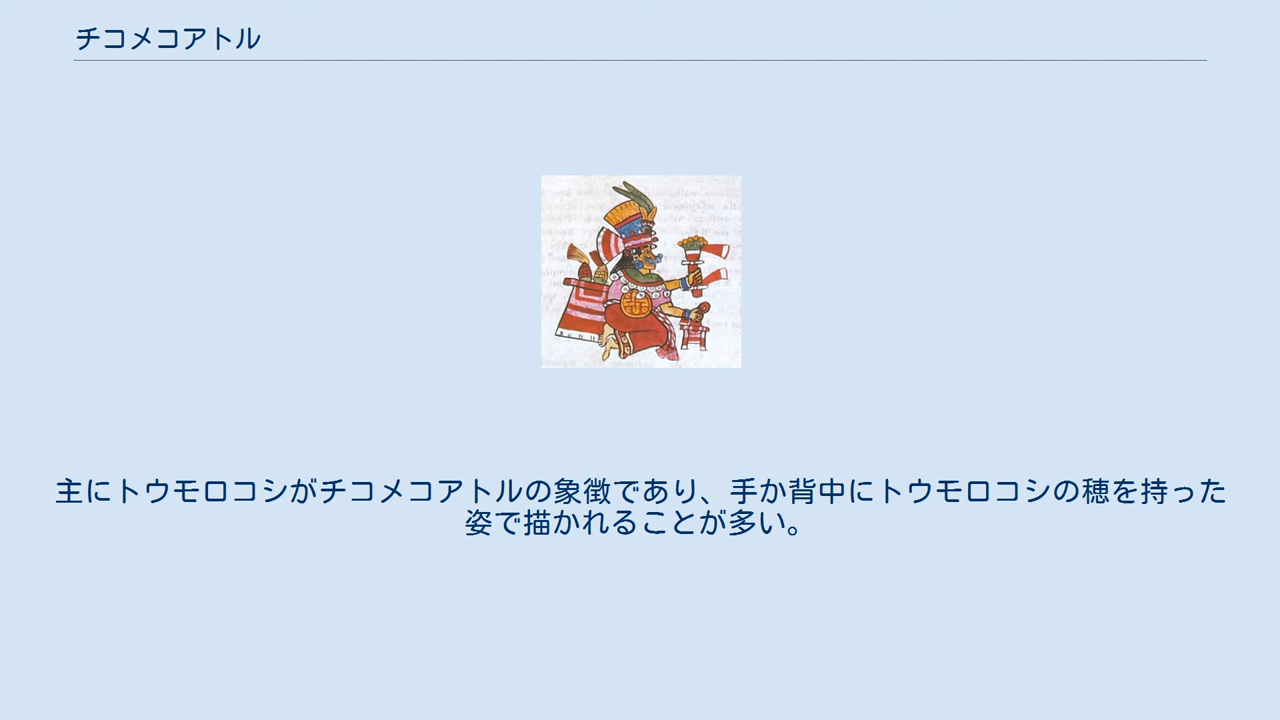 チコメコアトル
主にトウモロコシがチコメコアトルの象徴であり、手か背中にトウモロコシの穂を持った
姿で描かれることが多い。